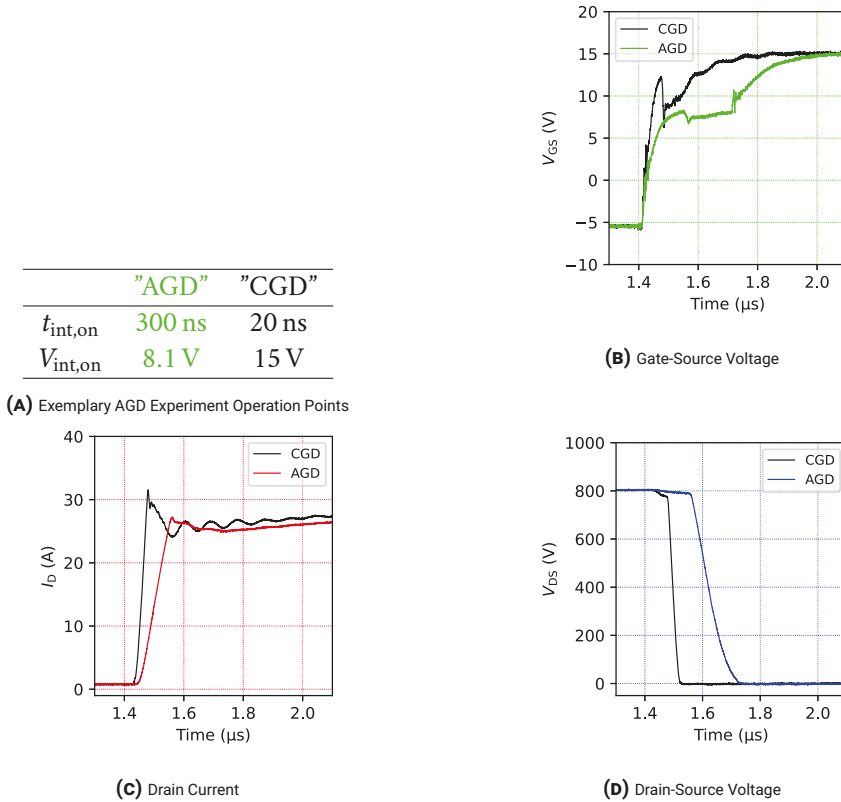 CGD
AGD
20
15
10
5
0
−5
−10
V_GS (V)
1.4 1.6 1.8 2.0
Time (µs)
(B) Gate-Source Voltage
"AGD" "CGD"
t_int,on 300 ns 20 ns
V_int,on 8.1 V 15 V
(A) Exemplary AGD Experiment Operation Points
CGD
AGD
40
30
20
10
0
I_D (A)
1.4 1.6 1.8 2.0
Time (µs)
(C) Drain Current
CGD
AGD
1000
800
600
400
200
0
V_DS (V)
1.4 1.6 1.8 2.0
Time (µs)
(D) Drain-Source Voltage